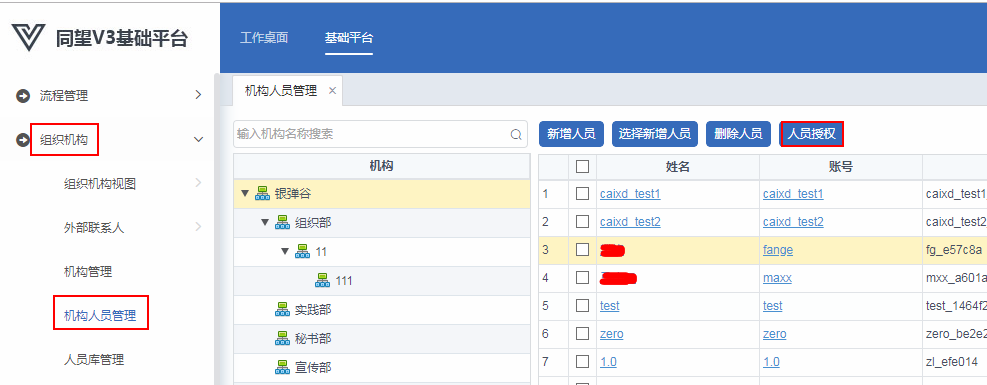 同望V3基础平台
工作桌面 基础平台
流程管理
组织机构
组织机构视图
外部联系人
机构管理
机构人员管理
人员库管理
机构人员管理 ×
输入机构名称搜索
新增人员 选择新增人员 删除人员 人员授权
机构
银弹谷
组织部
11
111
实践部
秘书部
宣传部
姓名 账号
1 caixd_test1 caixd_test1 caixd_test1
2 caixd_test2 caixd_test2 caixd_test2
3 fange fg_e57c8a
4 maxx mxx_a601a
5 test test test_1464f2
6 zero zero zero_be2e2
7 1.0 1.0 zl_efe014